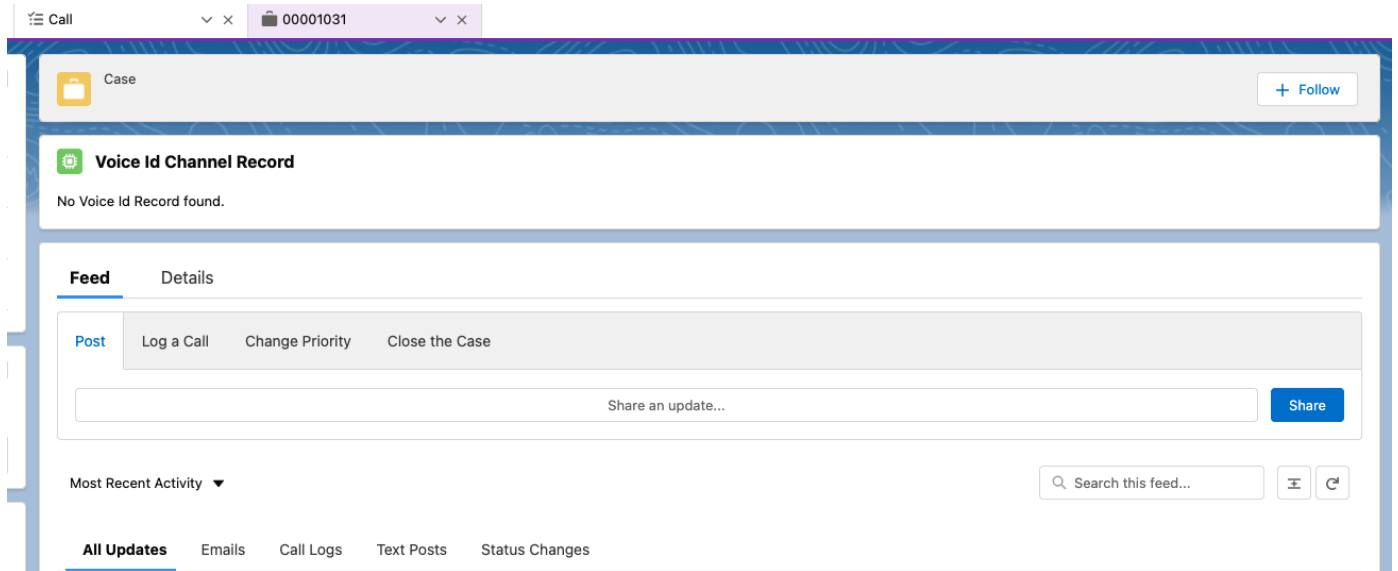 Call 00001031
Case
+ Follow
Voice Id Channel Record
No Voice Id Record found.
Feed Details
Post Log a Call Change Priority Close the Case
Share an update... Share
Most Recent Activity Search this feed...
All Updates Emails Call Logs Text Posts Status Changes